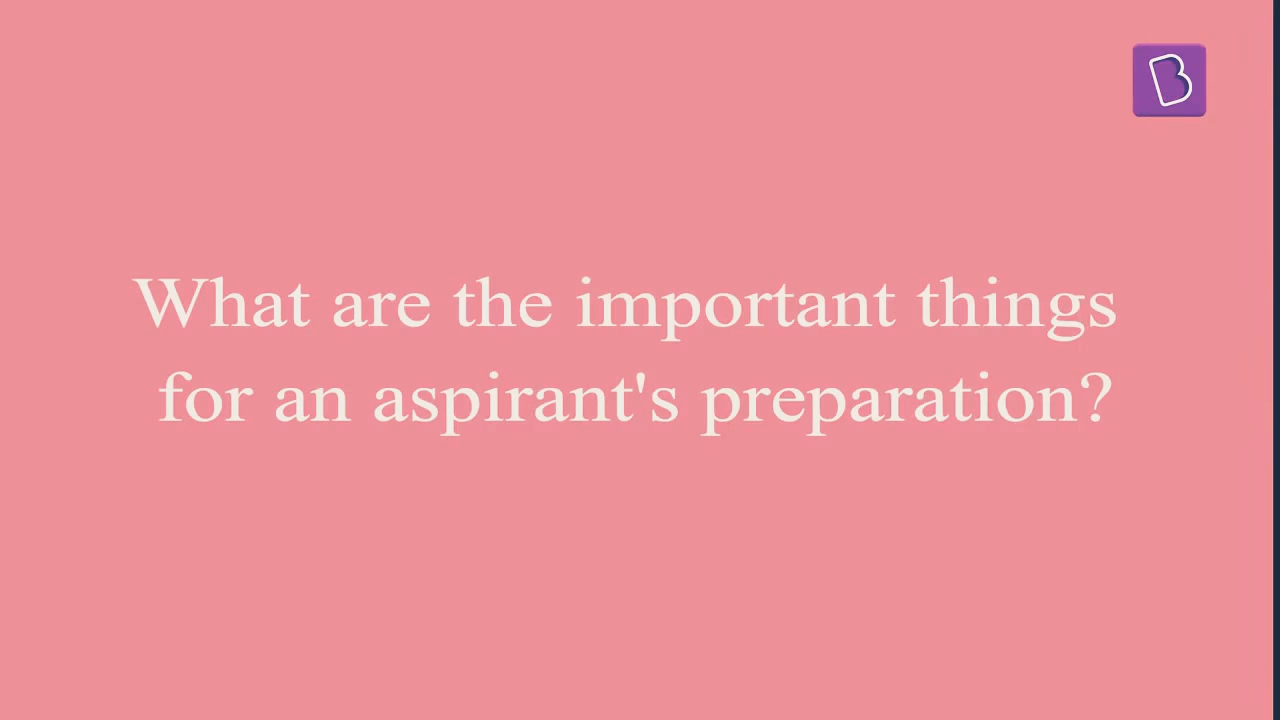 B
What are the important things
for an aspirant's preparation?